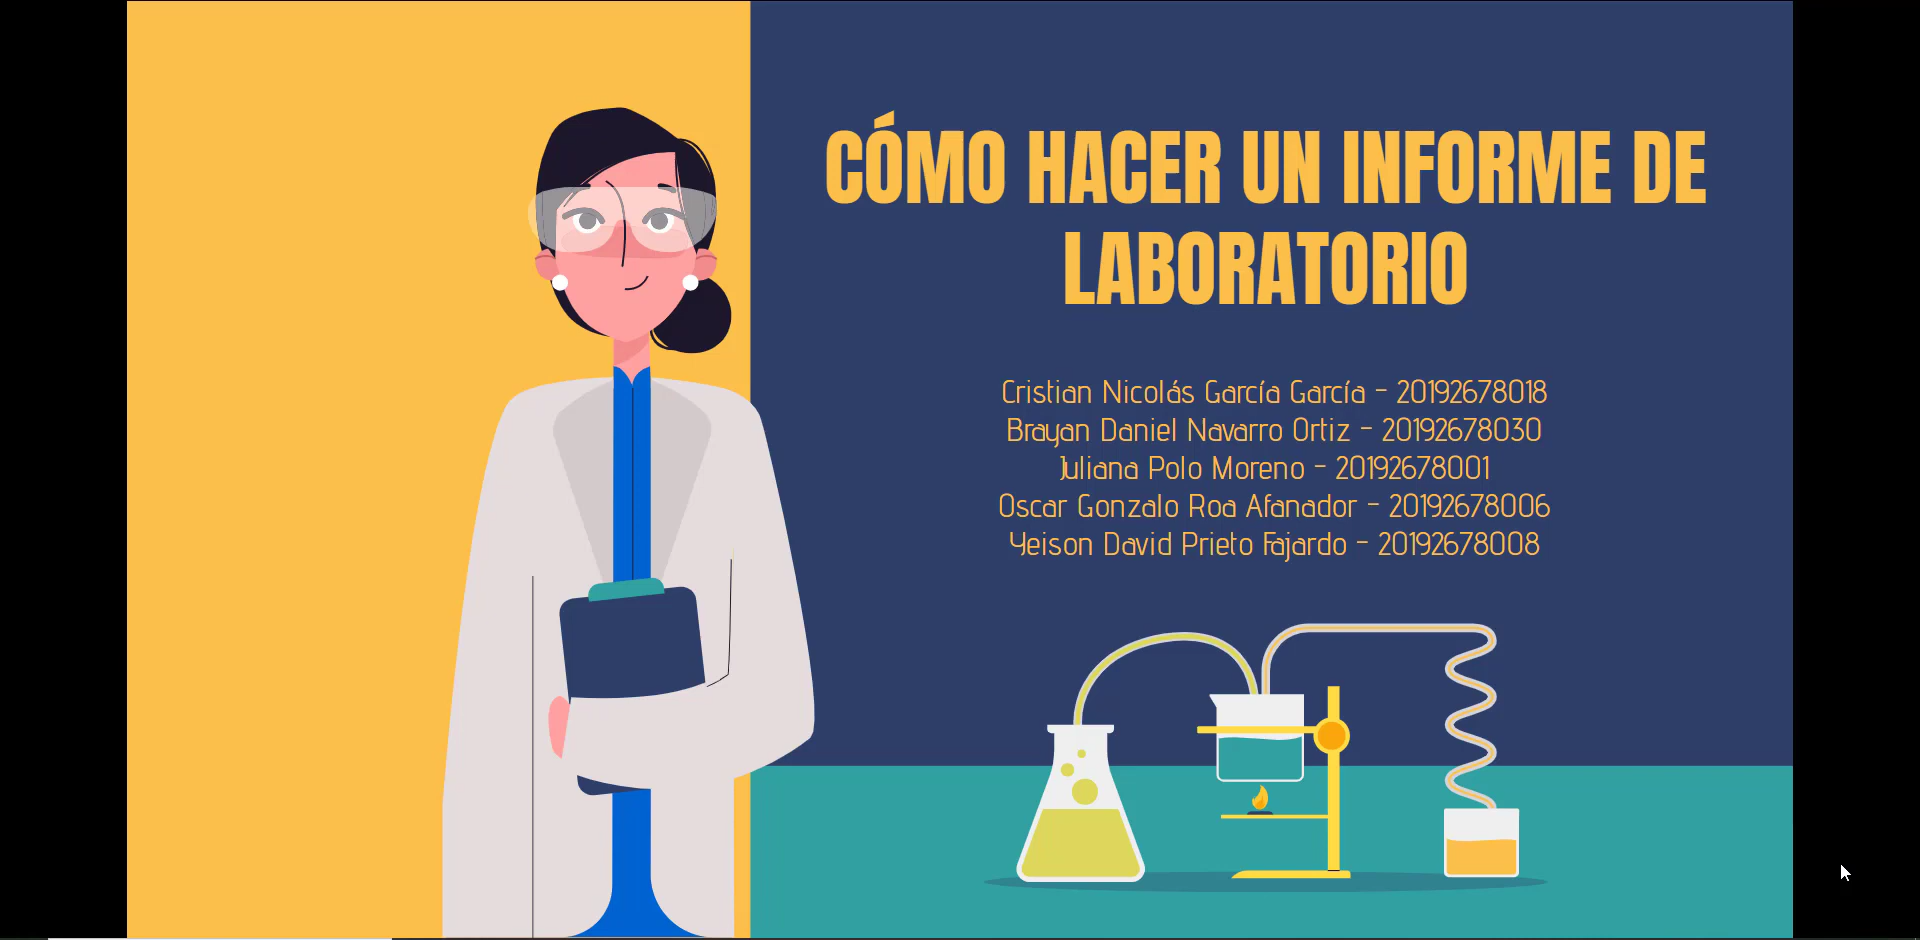 CÓMO HACER UN INFORME DE
LABORATORIO
Cristian Nicolás García García - 20192678018
Brayan Daniel Navarro Ortiz - 20192678030
Juliana Polo Moreno - 20192678001
Oscar Gonzalo Roa Afanador - 20192678006
Yeison David Prieto Fajardo - 20192678008